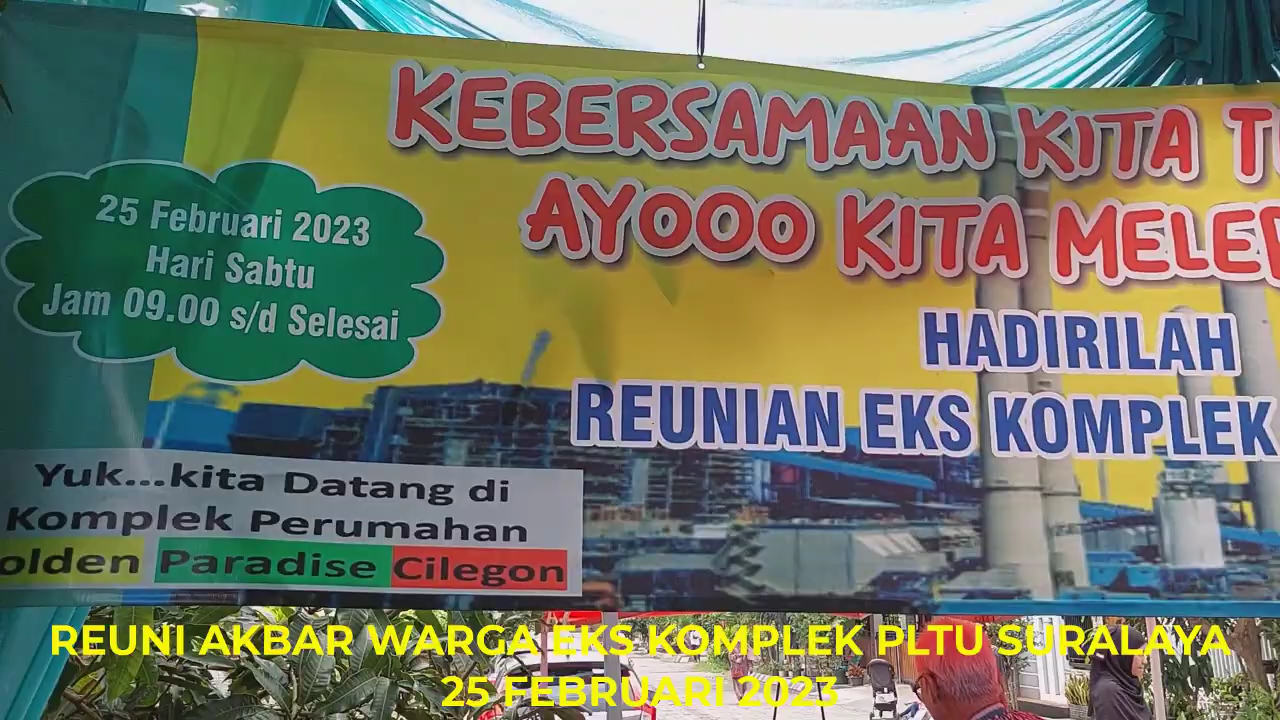 KEBERSAMAAN KITA
AYOOO KITA
HADIRILAH
REUNIAN EKS KOMPLEK
25 Februari 2023
Hari Sabtu
Jam 09.00 s/d Selesai
Yuk...kita Datang di
Komplek Perumahan
olden Paradise Cilegon
REUNI AKBAR WARGA EKS KOMPLEK PLTU SURALAYA
25 FEBRUARI 2023